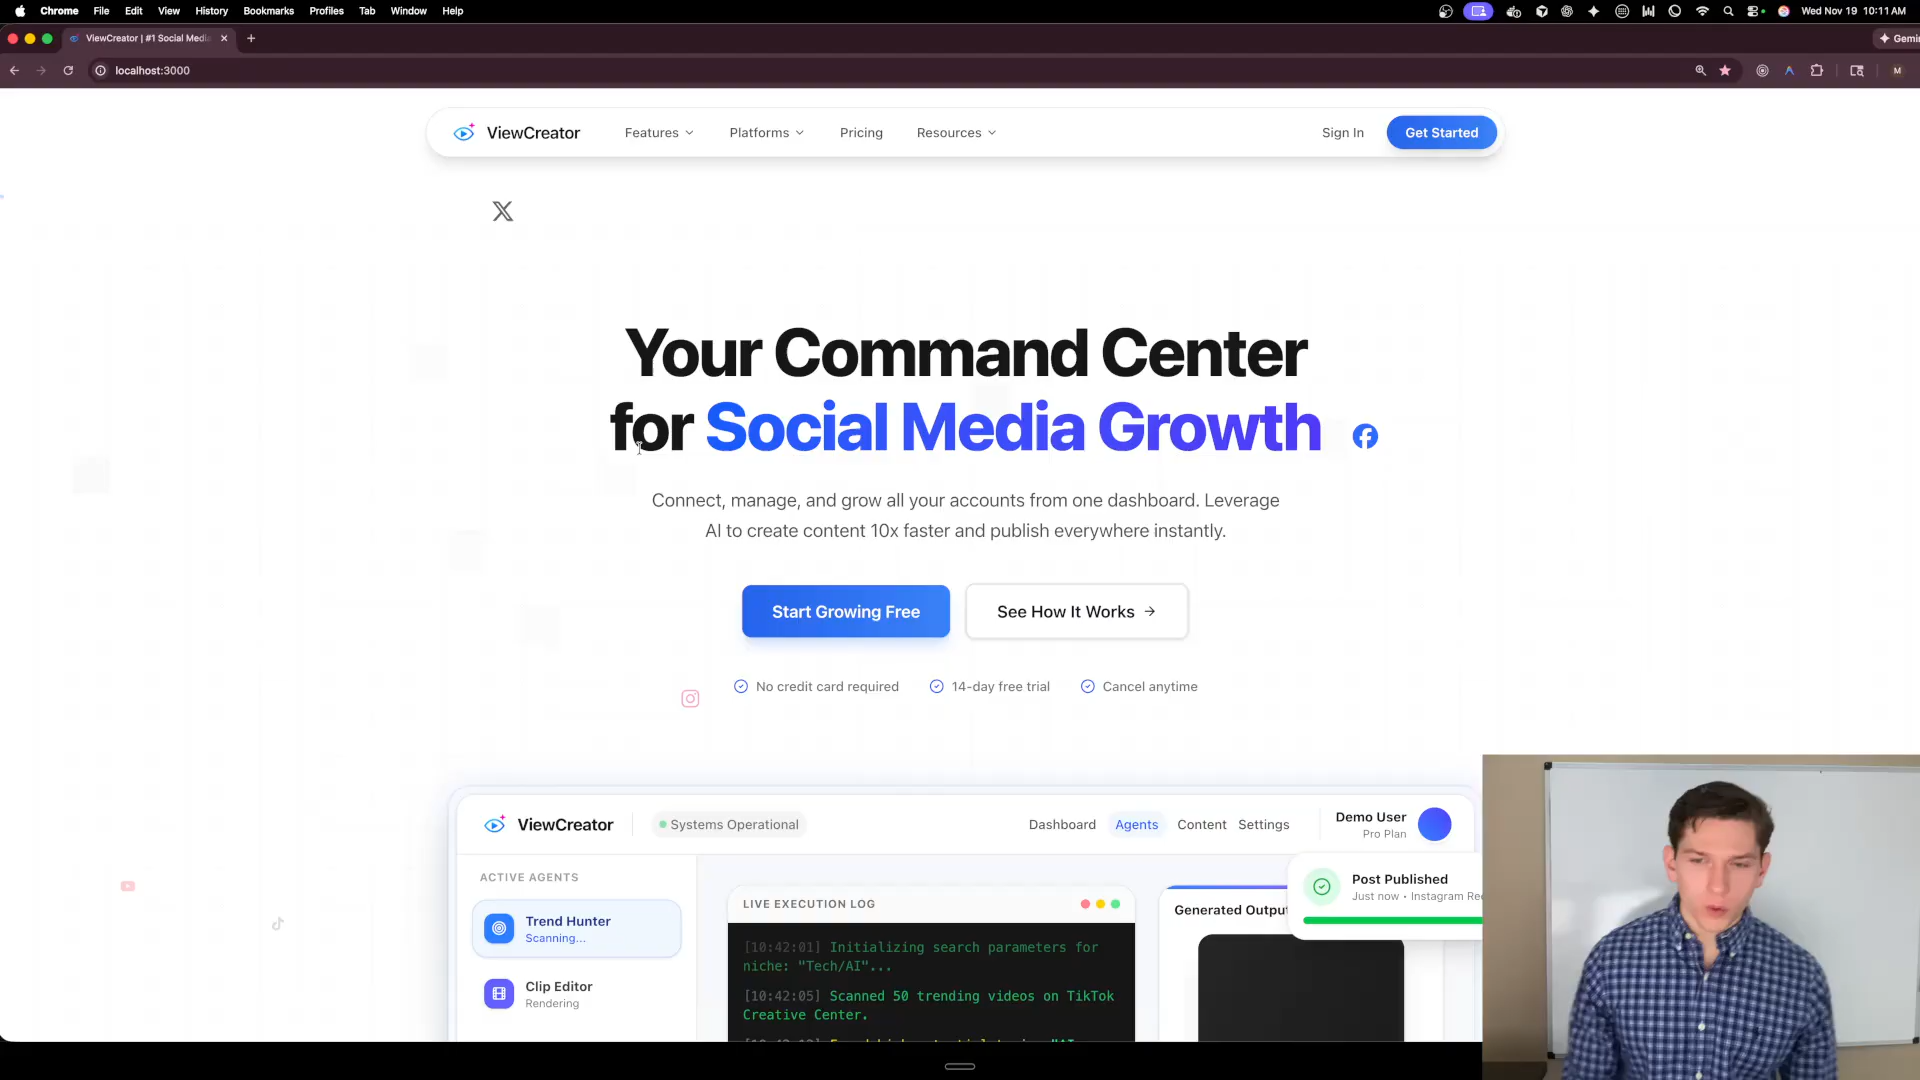 Chrome File Edit View History Bookmarks Profiles Tab Window Help
Wed Nov 19 10:11 AM
ViewCreator | #1 Social Media
Gemini
localhost:3000
M
ViewCreator Features Platforms Pricing Resources Sign In Get Started
Your Command Center
for Social Media Growth
Connect, manage, and grow all your accounts from one dashboard. Leverage
AI to create content 10x faster and publish everywhere instantly.
Start Growing Free See How It Works →
No credit card required 14-day free trial Cancel anytime
ViewCreator Systems Operational Dashboard Agents Content Settings Demo User
Pro Plan
ACTIVE AGENTS
Trend Hunter
Scanning...
Clip Editor
Rendering
LIVE EXECUTION LOG
[10:42:01] Initializing search parameters for
niche: "Tech/AI"...
[10:42:05] Scanned 50 trending videos on TikTok
Creative Center.
Generated Output
Post Published
Just now • Instagram Ree